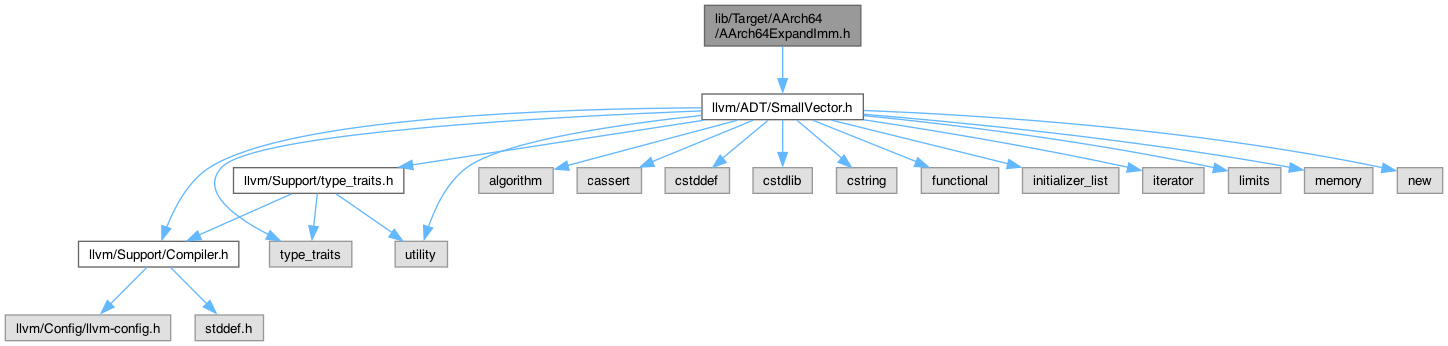 lib/Target/AArch64
/AArch64ExpandImm.h
llvm/ADT/SmallVector.h
llvm/Support/type_traits.h
algorithm
cassert
cstddef
cstdlib
cstring
functional
initializer_list
iterator
limits
memory
new
llvm/Support/Compiler.h
type_traits
utility
llvm/Config/llvm-config.h
stddef.h